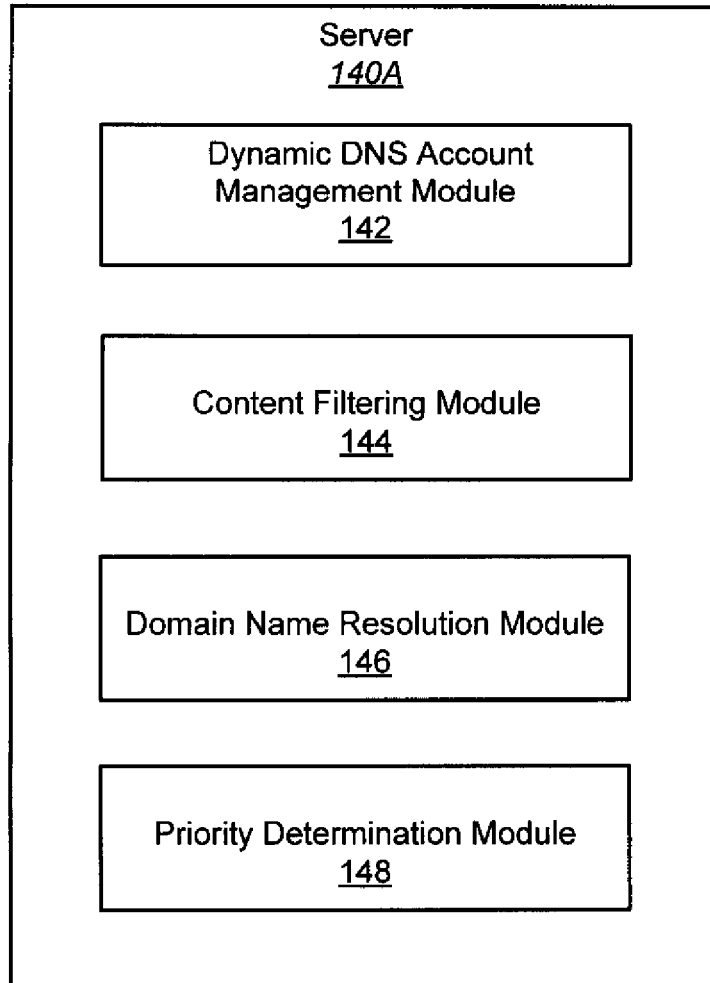 Server
140A
Dynamic DNS Account
Management Module
142
Content Filtering Module
144
Domain Name Resolution Module
146
Priority Determination Module
148